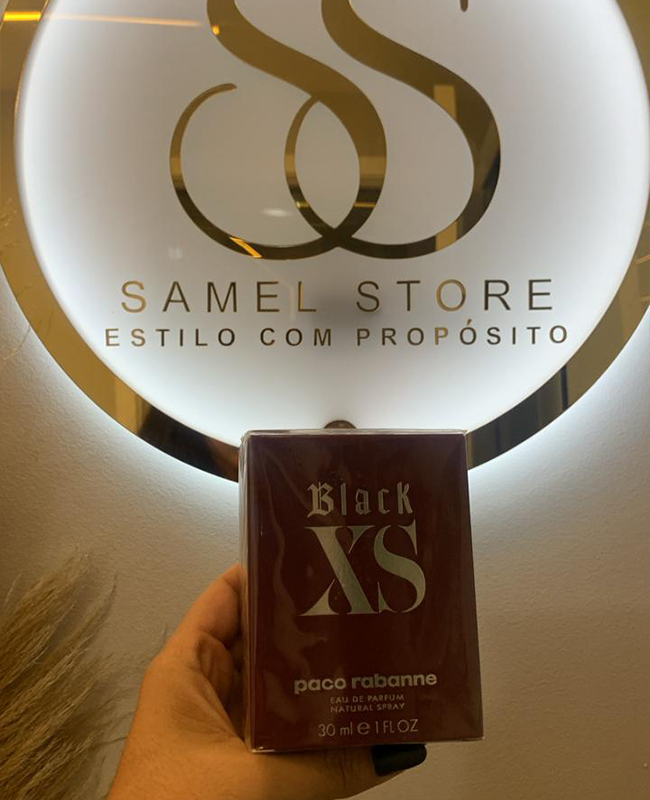 SS
SAMEL STORE
ESTILO COM PROPÓSITO
Black
XS
paco rabanne
EAU DE PARFUM
NATURAL SPRAY
30 ml ℮ 1 FL OZ